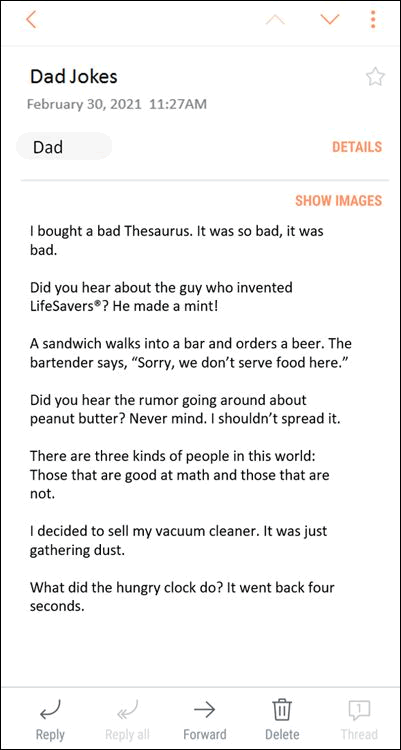 Dad Jokes
February 30, 2021 11:27AM
Dad
DETAILS
SHOW IMAGES
I bought a bad Thesaurus. It was so bad, it was
bad.
Did you hear about the guy who invented
LifeSavers®? He made a mint!
A sandwich walks into a bar and orders a beer. The
bartender says, “Sorry, we don’t serve food here.”
Did you hear the rumor going around about
peanut butter? Never mind. I shouldn’t spread it.
There are three kinds of people in this world:
Those that are good at math and those that are
not.
I decided to sell my vacuum cleaner. It was just
gathering dust.
What did the hungry clock do? It went back four
seconds.
1
Reply Reply all Forward Delete Thread